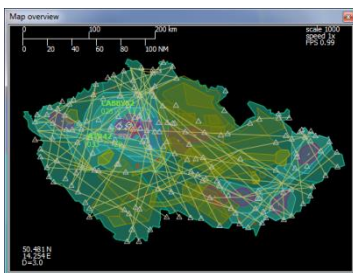 Map overview
0 100 200 km
0 20 40 60 80 100 NM
scale 1000
speed 1x
FPS 0.99
50.481 N
14.254 E
D=3.0